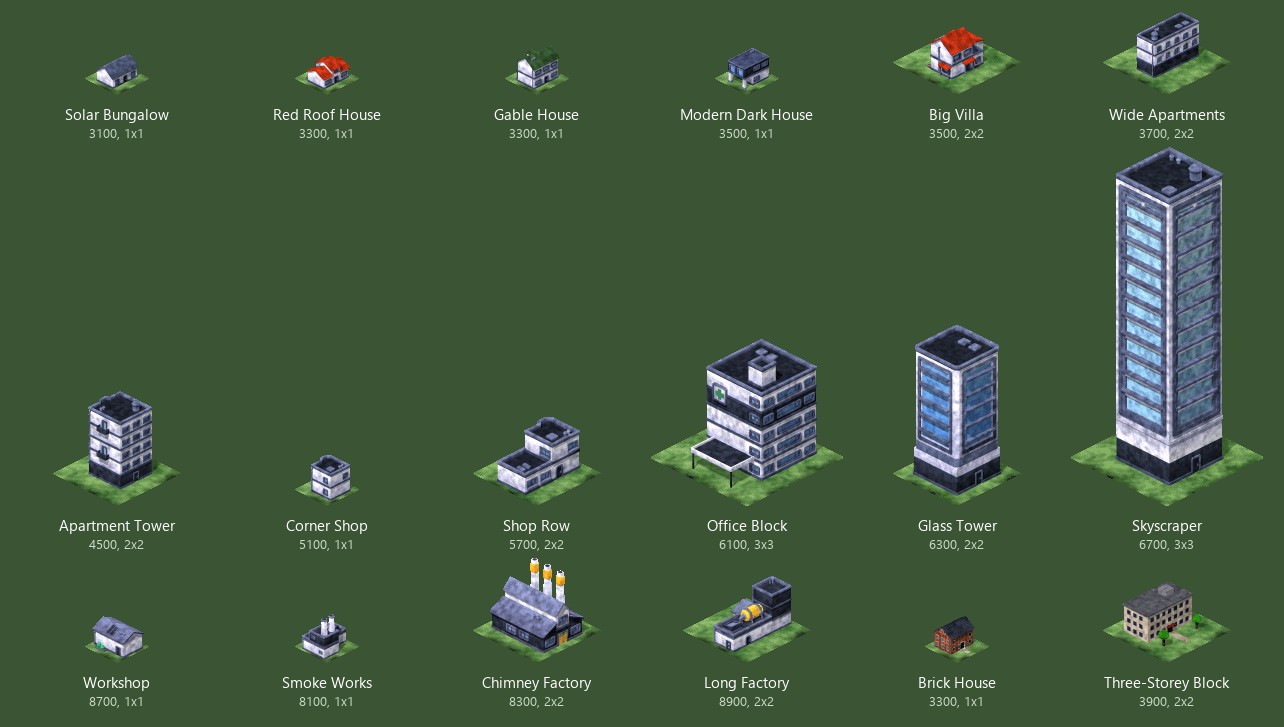 Solar Bungalow
3100, 1x1
Red Roof House
3300, 1x1
Gable House
3300, 1x1
Modern Dark House
3500, 1x1
Big Villa
3500, 2x2
Wide Apartments
3700, 2x2
Apartment Tower
4500, 2x2
Corner Shop
5100, 1x1
Shop Row
5700, 2x2
Office Block
6100, 3x3
Glass Tower
6300, 2x2
Skyscraper
6700, 3x3
Workshop
8700, 1x1
Smoke Works
8100, 1x1
Chimney Factory
8300, 2x2
Long Factory
8900, 2x2
Brick House
3300, 1x1
Three-Storey Block
3900, 2x2